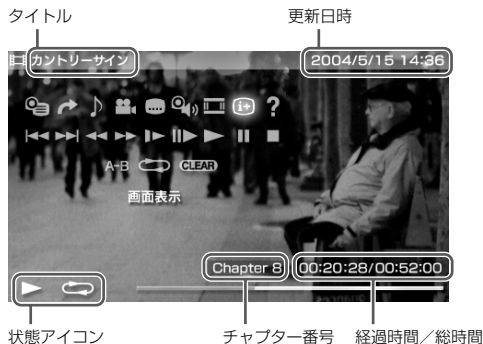 タイトル
更新日時
カントリーサイン
2004/5/15 14:36
?
A-B
CLEAR
画面表示
Chapter 8
00:20:28/00:52:00
状態アイコン
チャプター番号
経過時間／総時間